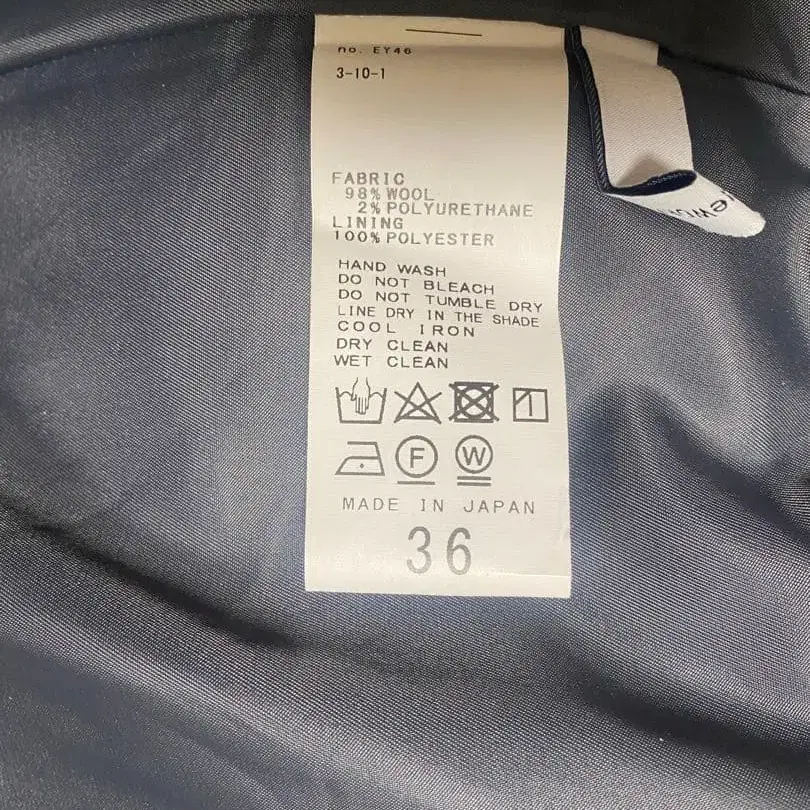 no. EY46
3-10-1
FABRIC
98% WOOL
2% POLYURETHANE
LINING
100% POLYESTER
HAND WASH
DO NOT BLEACH
DO NOT TUMBLE DRY
LINE DRY IN THE SHADE
COOL IRON
DRY CLEAN
WET CLEAN
F W
MADE IN JAPAN
36